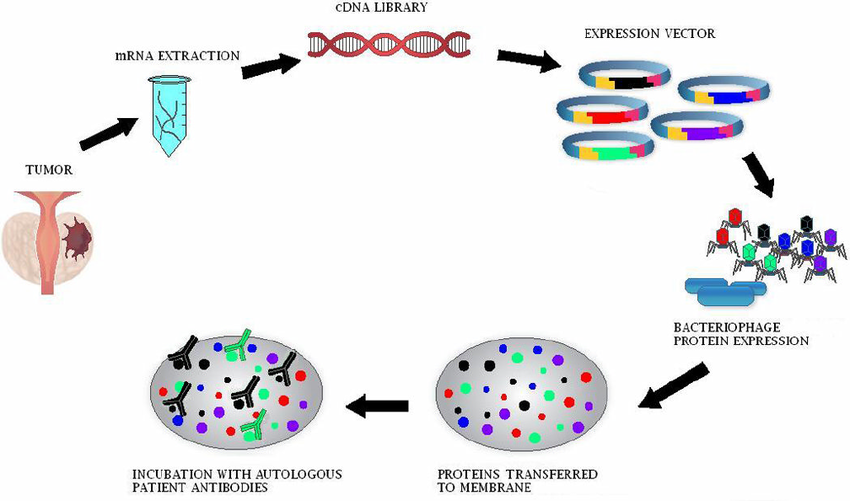 TUMOR
mRNA EXTRACTION
cDNA LIBRARY
EXPRESSION VECTOR
BACTERIOPHAGE
PROTEIN EXPRESSION
PROTEINS TRANSFERRED
TO MEMBRANE
INCUBATION WITH AUTOLOGOUS
PATIENT ANTIBODIES